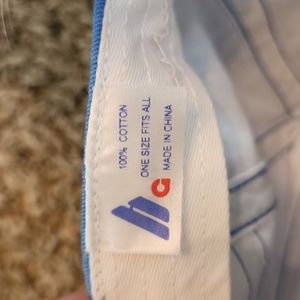 100% COTTON
ONE SIZE FITS ALL
MADE IN CHINA